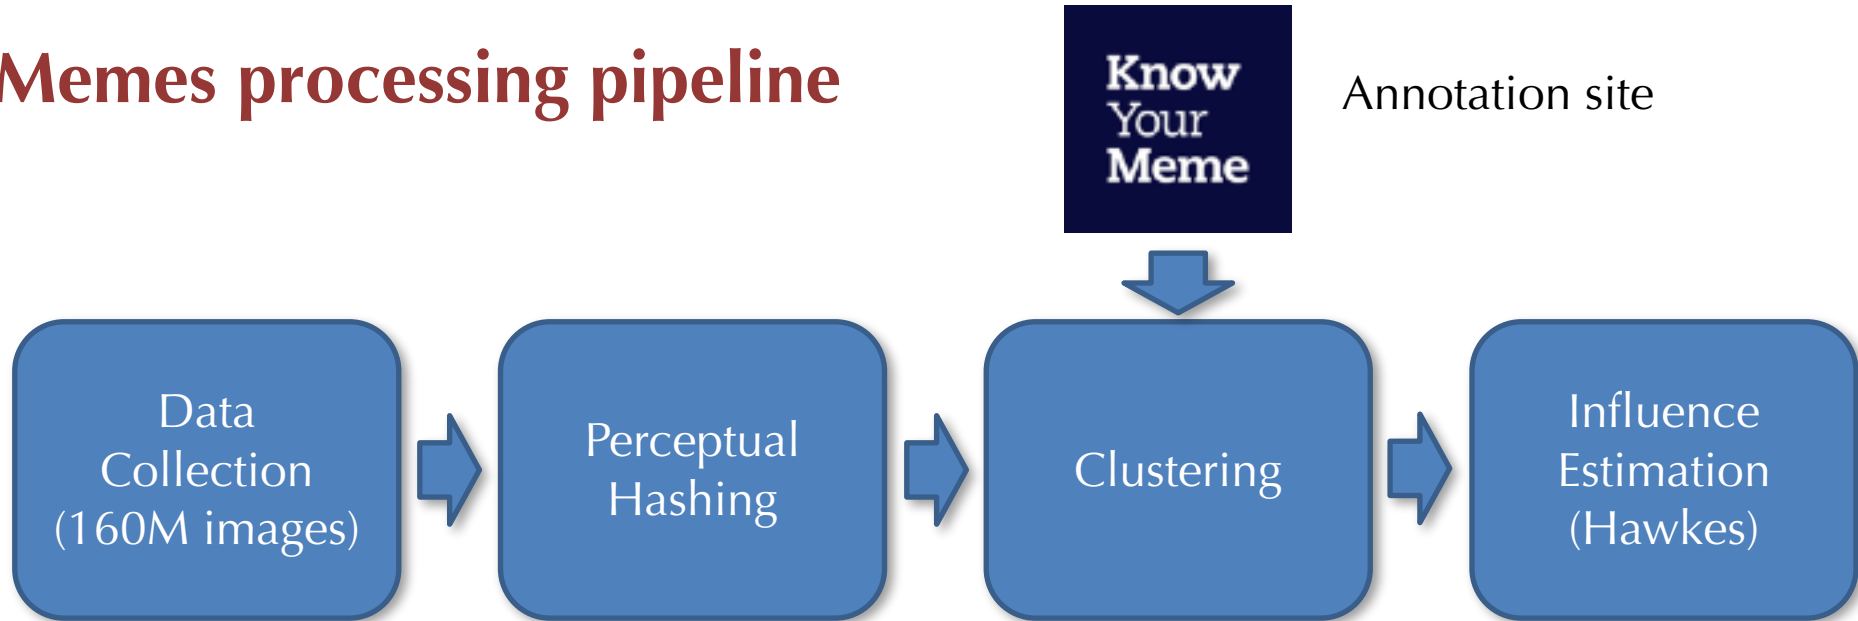 Memes processing pipeline
Know
Your
Meme
Annotation site
Data
Collection
(160M images)
Perceptual
Hashing
Clustering
Influence
Estimation
(Hawkes)